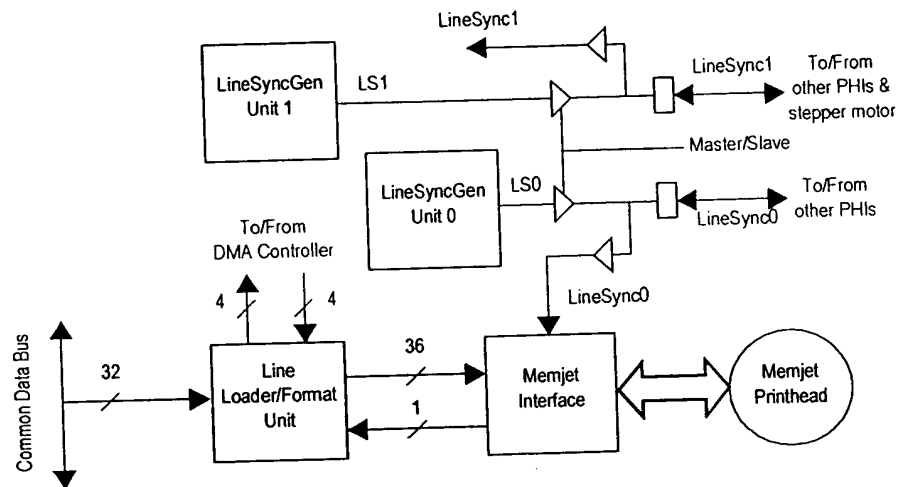 LineSync1
LineSyncGen
Unit 1
LS1
LineSync1
To/From
other PHIs &
stepper motor
Master/Slave
LineSyncGen
Unit 0
LS0
LineSync0
To/From
other PHIs
To/From
DMA Controller
4
4
LineSync0
Common Data Bus
32
Line
Loader/Format
Unit
36
1
Memjet
Interface
Memjet
Printhead